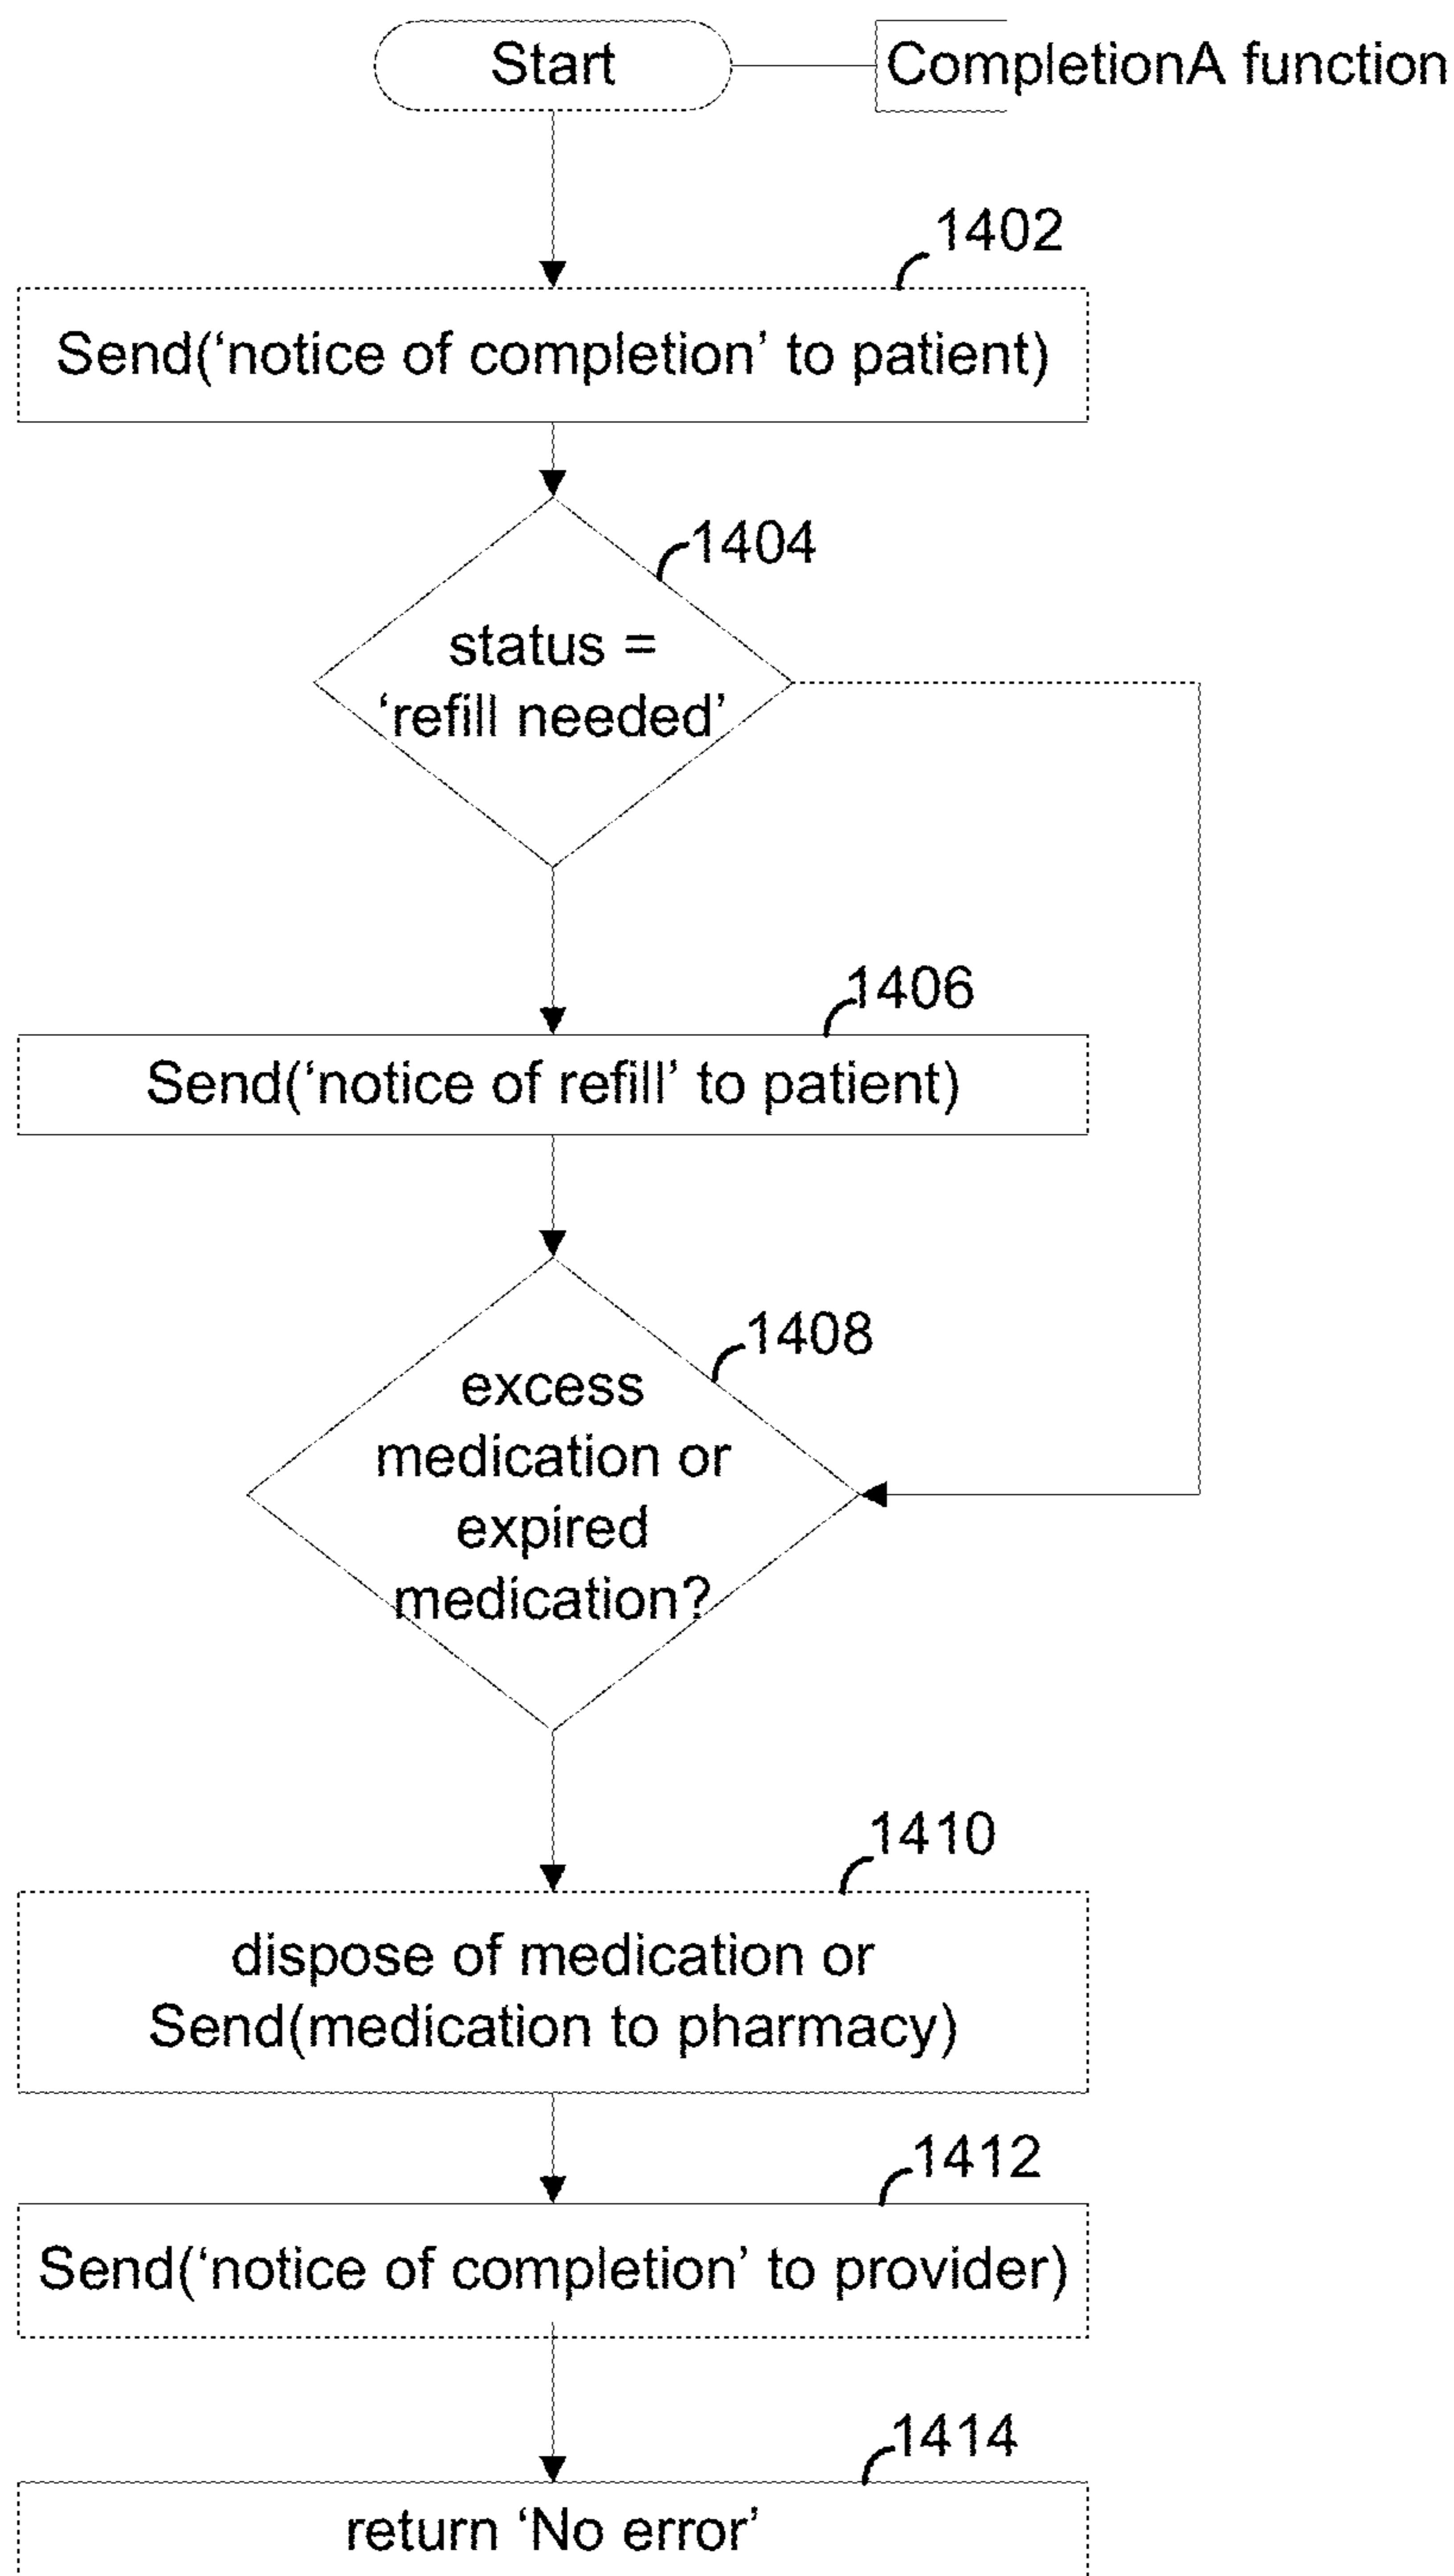 Start
CompletionA function
1402
Send(‘notice of completion’ to patient)
1404
status =
‘refill needed’
1406
Send(‘notice of refill’ to patient)
1408
excess
medication or
expired
medication?
1410
dispose of medication or
Send(medication to pharmacy)
1412
Send(‘notice of completion’ to provider)
1414
return ‘No error’